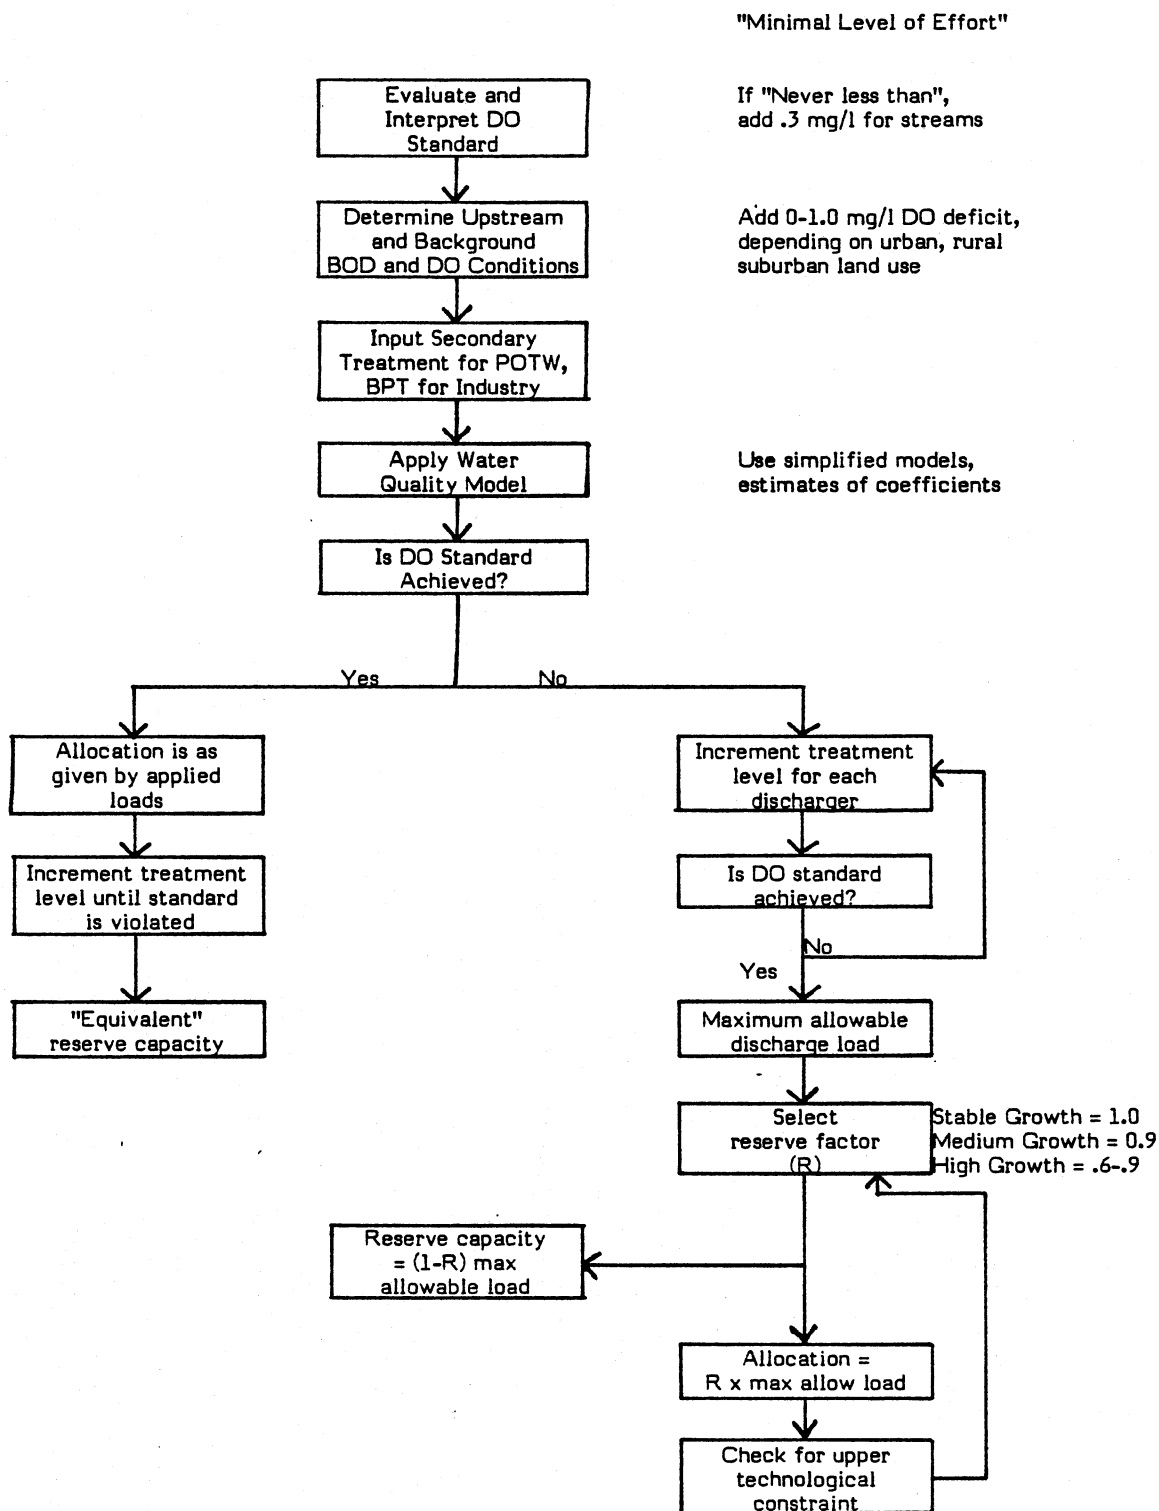 "Minimal Level of Effort"
Evaluate and
Interpret DO
Standard
If "Never less than",
add .3 mg/l for streams
Determine Upstream
and Background
BOD and DO Conditions
Add 0-1.0 mg/l DO deficit,
depending on urban, rural
suburban land use
Input Secondary
Treatment for POTW,
BPT for Industry
Apply Water
Quality Model
Use simplified models,
estimates of coefficients
Is DO Standard
Achieved?
Yes
No
Allocation is as
given by applied
loads
Increment treatment
level until standard
is violated
"Equivalent"
reserve capacity
Increment treatment
level for each
discharger
Is DO standard
achieved?
No
Yes
Maximum allowable
discharge load
Select
reserve factor
(R)
Stable Growth = 1.0
Medium Growth = 0.9
High Growth = .6-.9
Reserve capacity
= (1-R) max
allowable load
Allocation =
R x max allow load
Check for upper
technological
constraint